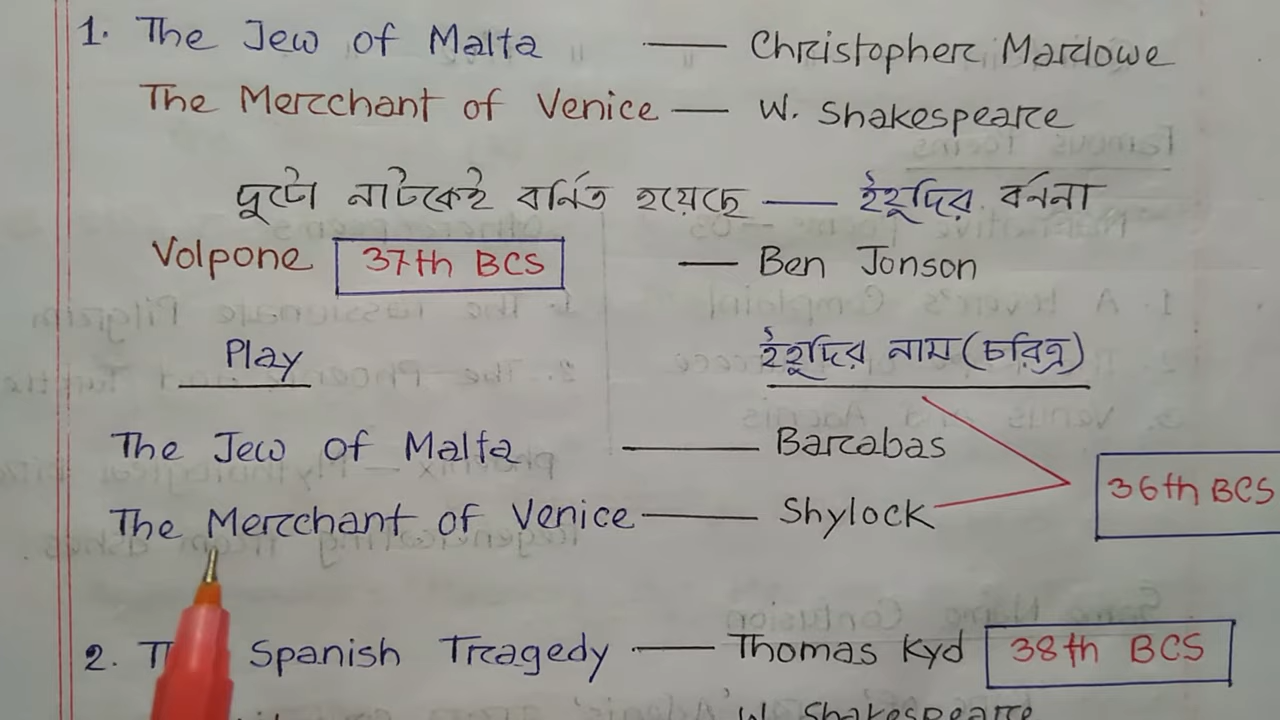 1. The Jew of Malta — Christopher Marlowe
The Merchant of Venice — W. Shakespeare
দুটো নাটকেই বর্নিত হয়েছে — ইহূদির বর্ননা
Volpone 37th BCS — Ben Jonson
Play ইহূদির নাম (চরিত্র)
The Jew of Malta — Barabas
The Merchant of Venice — Shylock 36th BCS
2. Spanish Tragedy — Thomas Kyd 38th BCS
W. Shakespeare